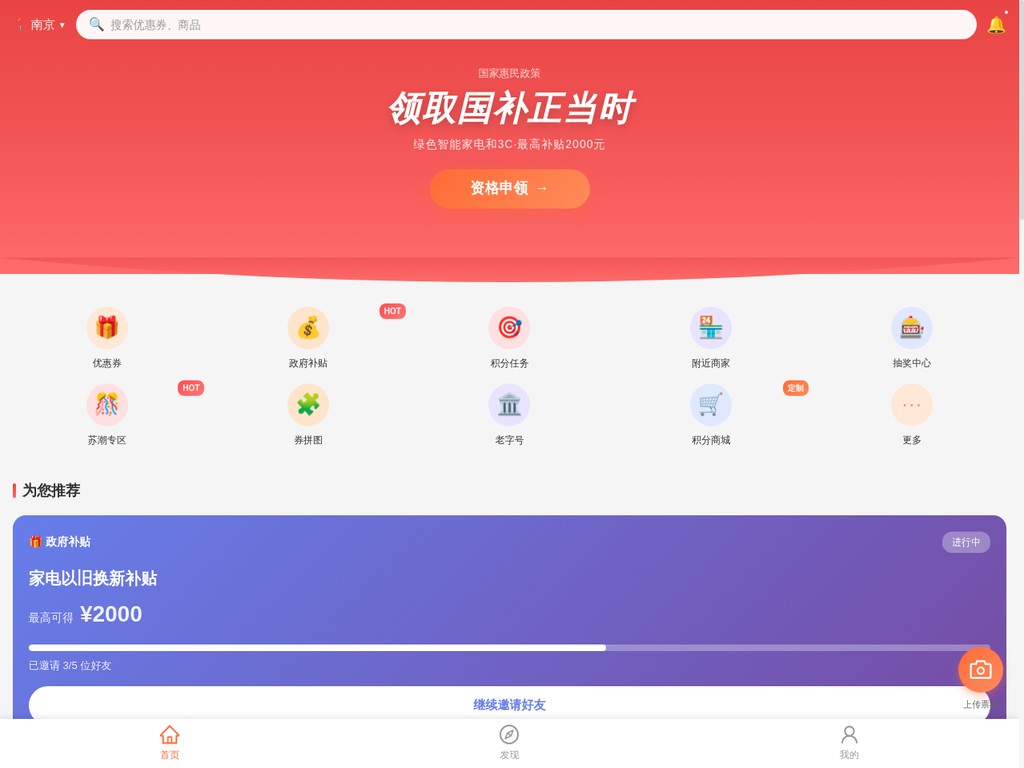 南京 ▼
搜索优惠券、商品
国家惠民政策
领取国补正当时
绿色智能家电和3C·最高补贴2000元
资格申领 →
优惠券
政府补贴
HOT
积分任务
附近商家
抽奖中心
苏潮专区
HOT
券拼图
老字号
积分商城
定制
更多
为您推荐
政府补贴
进行中
家电以旧换新补贴
最高可得 ¥2000
已邀请 3/5 位好友
继续邀请好友
上传票
首页
发现
我的